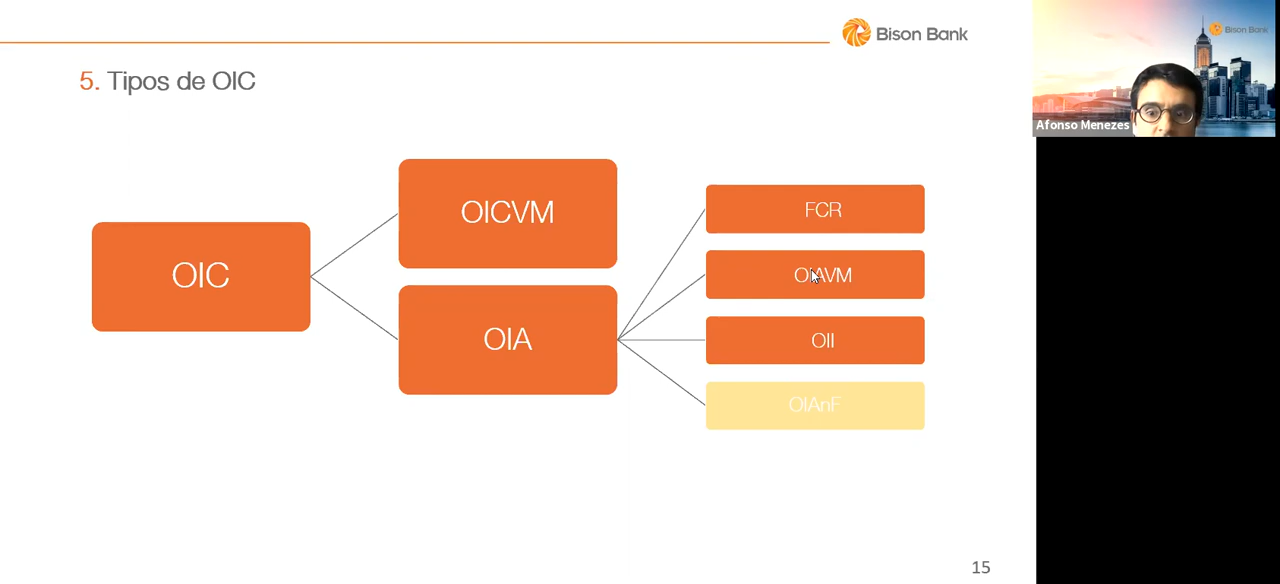 Bison Bank
Bison Bank
5. Tipos de OIC
Afonso Menezes
OIC
OICVM
OIA
FCR
OIAVM
OII
OIAnF
15